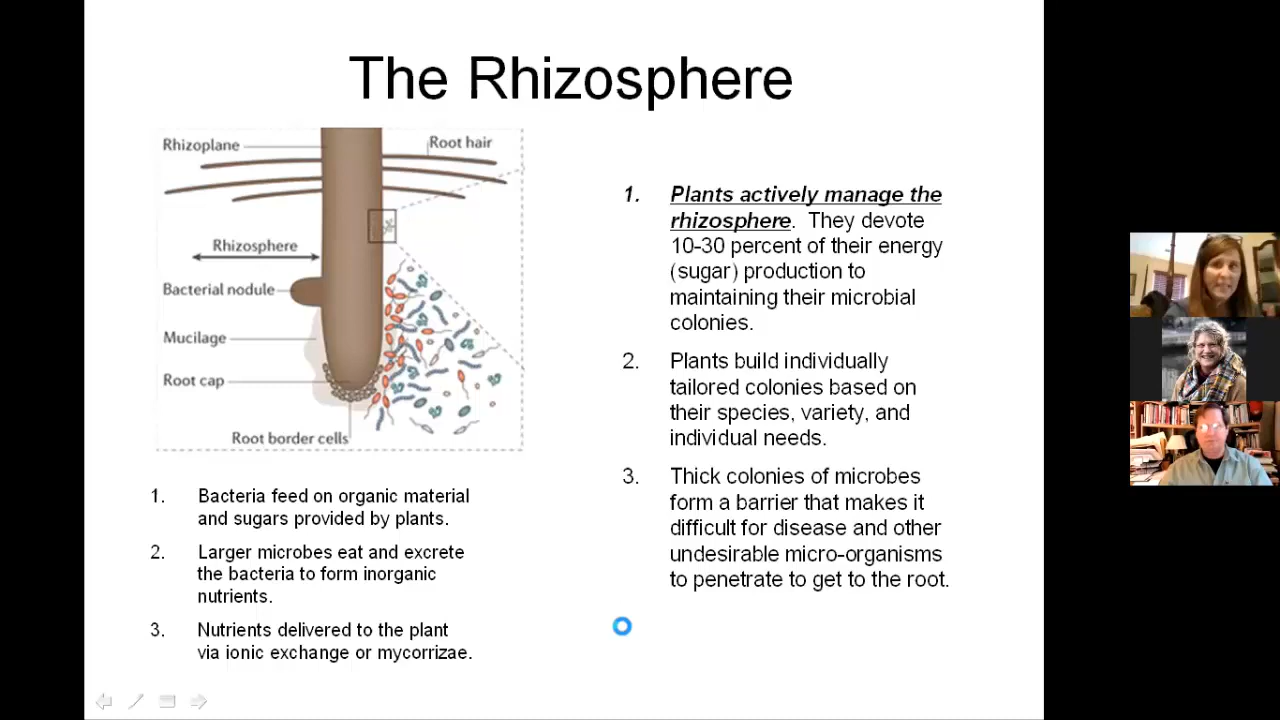 The Rhizosphere
Rhizoplane
Root hair
Rhizosphere
Bacterial nodule
Mucilage
Root cap
Root border cells
1. Bacteria feed on organic material
and sugars provided by plants.
2. Larger microbes eat and excrete
the bacteria to form inorganic
nutrients.
3. Nutrients delivered to the plant
via ionic exchange or mycorrizae.
1. Plants actively manage the
rhizosphere. They devote
10-30 percent of their energy
(sugar) production to
maintaining their microbial
colonies.
2. Plants build individually
tailored colonies based on
their species, variety, and
individual needs.
3. Thick colonies of microbes
form a barrier that makes it
difficult for disease and other
undesirable micro-organisms
to penetrate to get to the root.